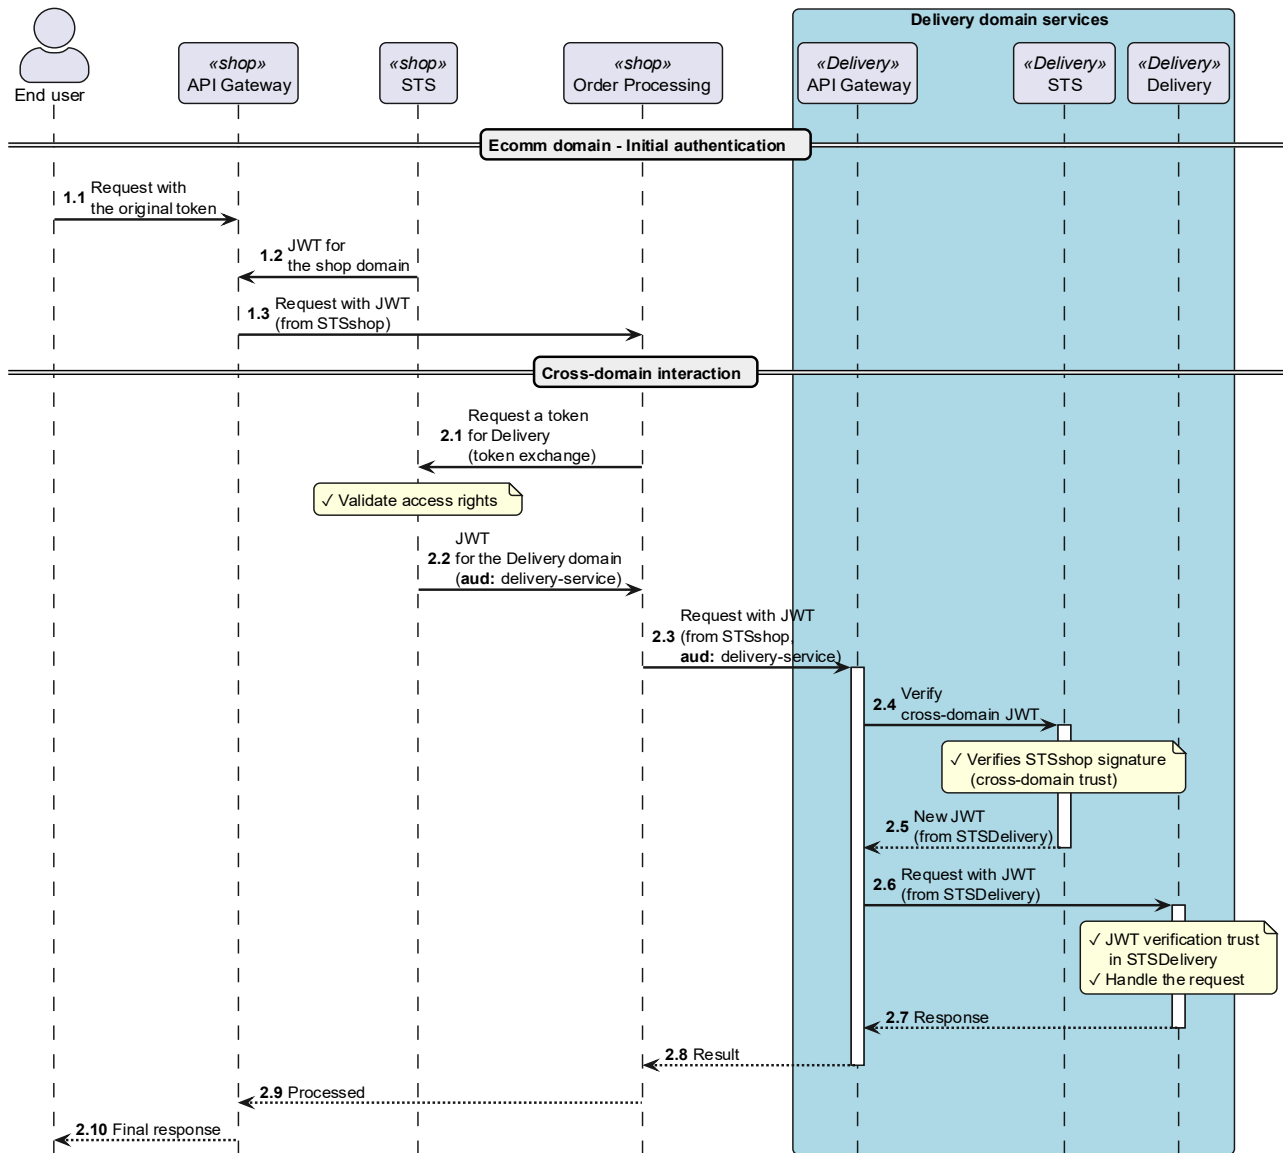 Delivery domain services
End user
«shop»
API Gateway
«shop»
STS
«shop»
Order Processing
«Delivery»
API Gateway
«Delivery»
STS
«Delivery»
Delivery
Ecomm domain - Initial authentication
1.1 Request with
the original token
1.2 JWT for
the shop domain
1.3 Request with JWT
(from STSshop)
Cross-domain interaction
Request a token
2.1 for Delivery
(token exchange)
✓ Validate access rights
JWT
2.2 for the Delivery domain
(aud: delivery-service)
Request with JWT
2.3 (from STSshop,
aud: delivery-service)
2.4 Verify
cross-domain JWT
✓ Verifies STSshop signature
(cross-domain trust)
2.5 New JWT
(from STSDelivery)
2.6 Request with JWT
(from STSDelivery)
✓ JWT verification trust
in STSDelivery
✓ Handle the request
2.7 Response
2.8 Result
2.9 Processed
2.10 Final response